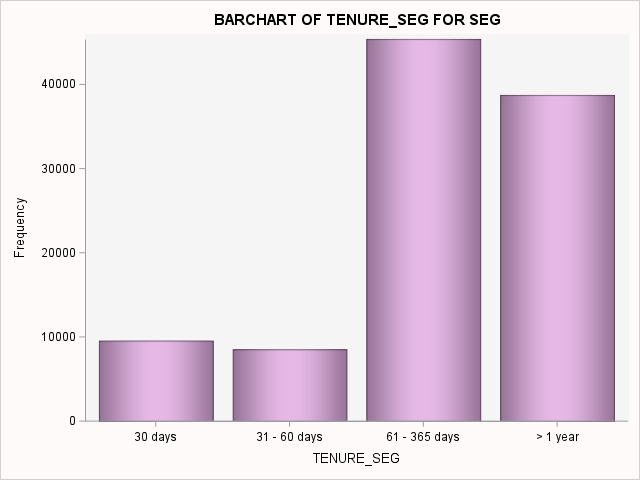 BARCHART OF TENURE_SEG FOR SEG
Frequency
40000
30000
20000
10000
0
30 days
31 - 60 days
61 - 365 days
> 1 year
TENURE_SEG